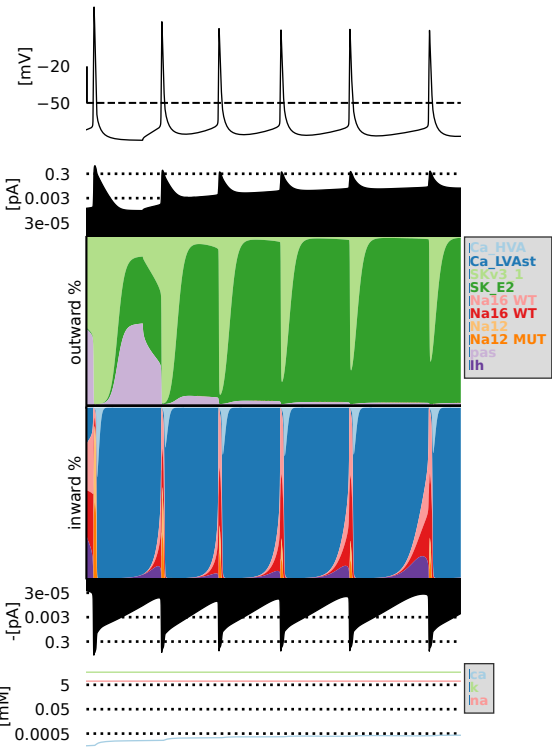 [mV]
−20
−50
[pA]
0.3
0.003
3e-05
outward %
Ca_HVA
Ca_LVAst
SKv3_1
SK_E2
Na16 WT
Na16 WT
Na12
Na12 MUT
pas
Ih
inward %
-[pA]
3e-05
0.003
0.3
[mM]
5
0.05
0.0005
ca
k
na